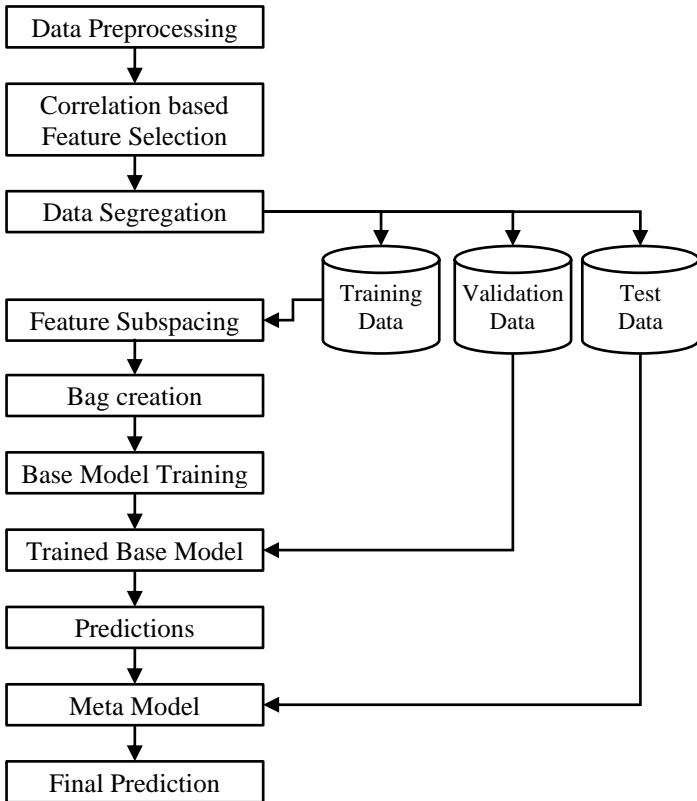 Data Preprocessing
Correlation based
Feature Selection
Data Segregation
Training
Data
Validation
Data
Test
Data
Feature Subspacing
Bag creation
Base Model Training
Trained Base Model
Predictions
Meta Model
Final Prediction